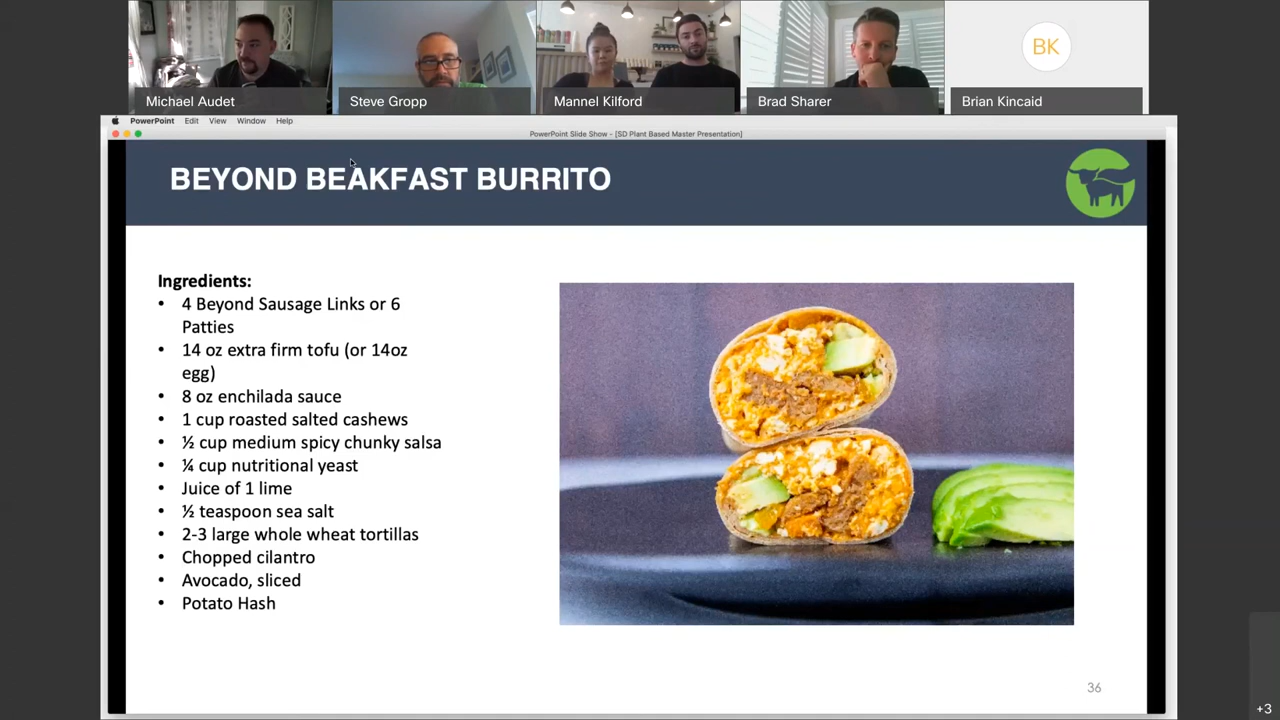 BK
Michael Audet
Steve Gropp
Mannel Kilford
Brad Sharer
Brian Kincaid
PowerPoint Edit View Window Help
PowerPoint Slide Show - [SD Plant Based Master Presentation]
BEYOND BEAKFAST BURRITO
Ingredients:
• 4 Beyond Sausage Links or 6
Patties
• 14 oz extra firm tofu (or 14oz
egg)
• 8 oz enchilada sauce
• 1 cup roasted salted cashews
• ½ cup medium spicy chunky salsa
• ¼ cup nutritional yeast
• Juice of 1 lime
• ½ teaspoon sea salt
• 2-3 large whole wheat tortillas
• Chopped cilantro
• Avocado, sliced
• Potato Hash
36
+3